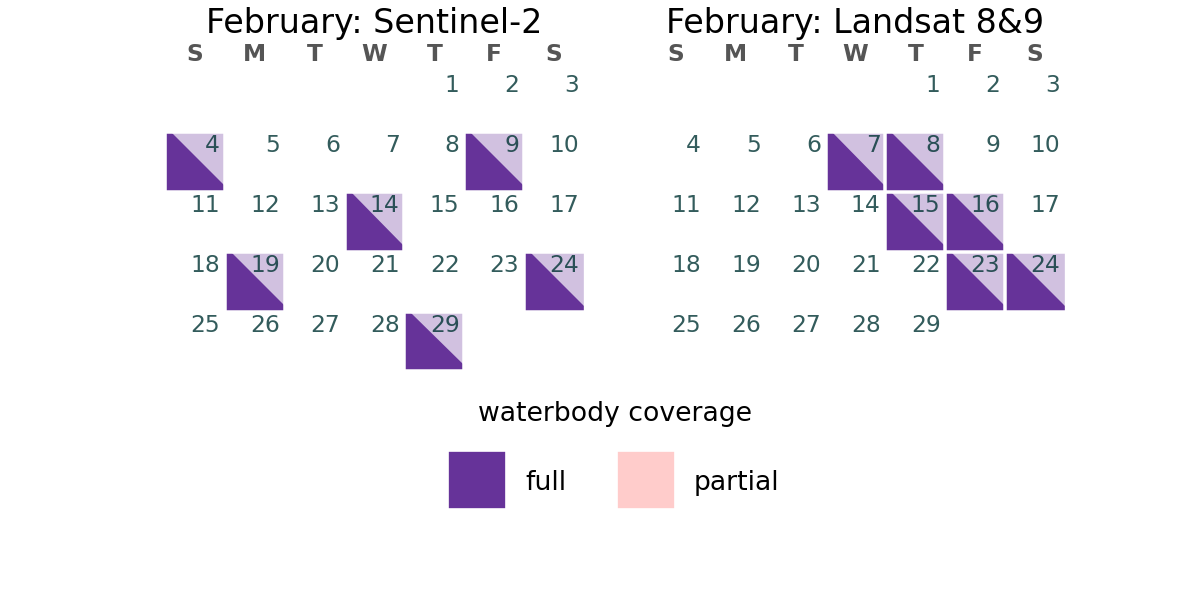 February: Sentinel-2
S M T W T F S
1 2 3
4 5 6 7 8 9 10
11 12 13 14 15 16 17
18 19 20 21 22 23 24
25 26 27 28 29
February: Landsat 8&9
S M T W T F S
1 2 3
4 5 6 7 8 9 10
11 12 13 14 15 16 17
18 19 20 21 22 23 24
25 26 27 28 29
waterbody coverage
full partial